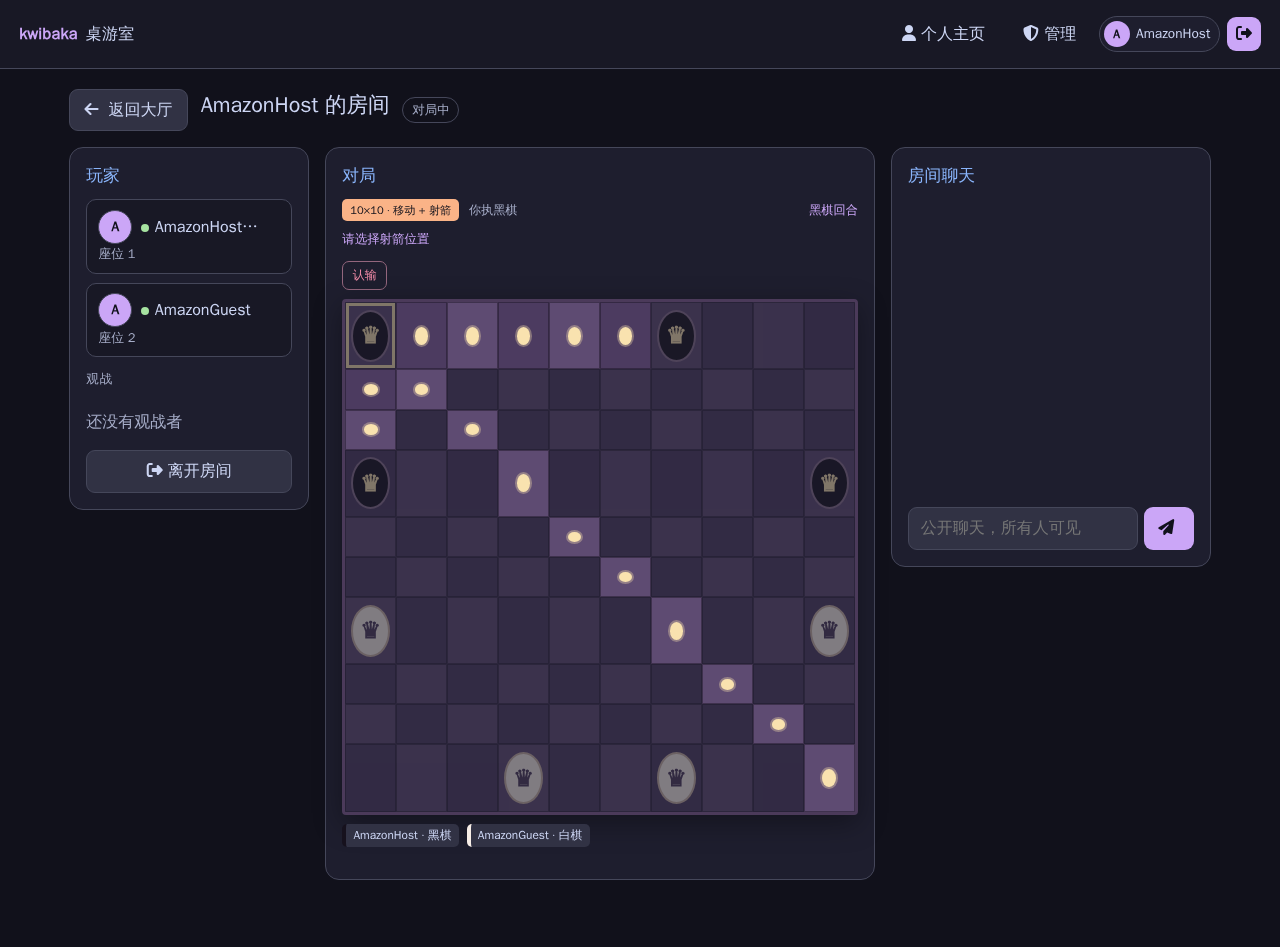 kwibaka 桌游室
个人主页
管理
A AmazonHost
返回大厅
AmazonHost 的房间
对局中
玩家
A AmazonHost…
座位 1
A AmazonGuest
座位 2
观战
还没有观战者
离开房间
对局
10×10 · 移动 + 射箭 你执黑棋
黑棋回合
请选择射箭位置
认输
AmazonHost · 黑棋
AmazonGuest · 白棋
房间聊天
公开聊天，所有人可见